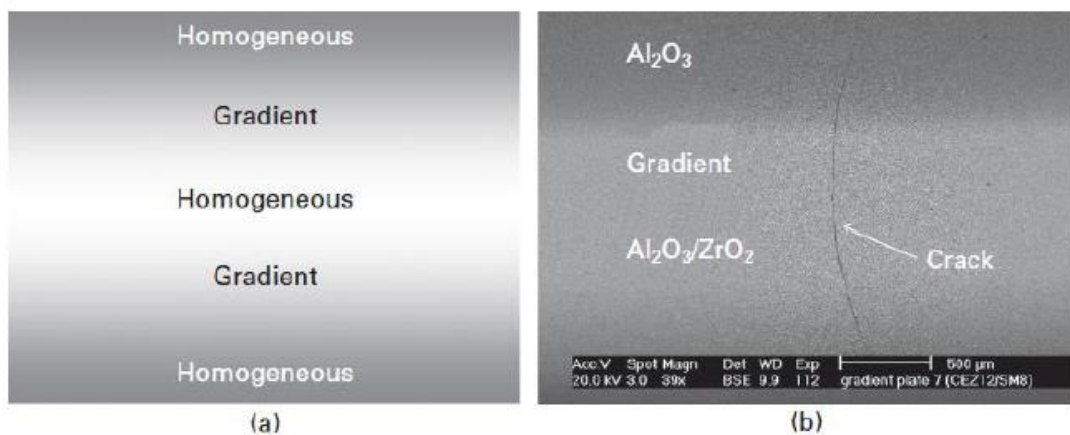 Homogeneous
Gradient
Homogeneous
Gradient
Homogeneous
(a)
Al₂O₃
Gradient
Al₂O₃/ZrO₂
Crack
Acc.V Spot Magn Det WD Exp 500 µm
20.0 kV 3.0 39x BSE 9.9 112 gradient plate 7 (CEZ12/SM8)
(b)